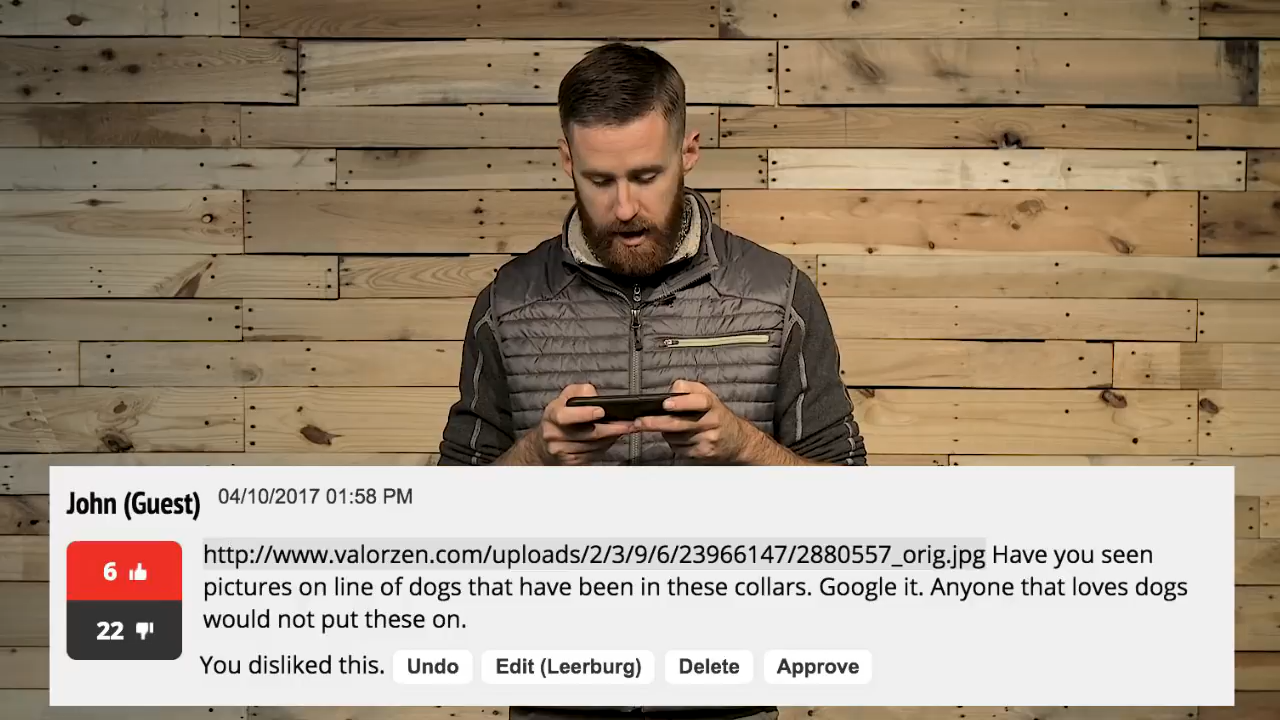 John (Guest) 04/10/2017 01:58 PM
6
22
http://www.valorzen.com/uploads/2/3/9/6/23966147/2880557_orig.jpg Have you seen
pictures on line of dogs that have been in these collars. Google it. Anyone that loves dogs
would not put these on.
You disliked this. Undo Edit (Leerburg) Delete Approve